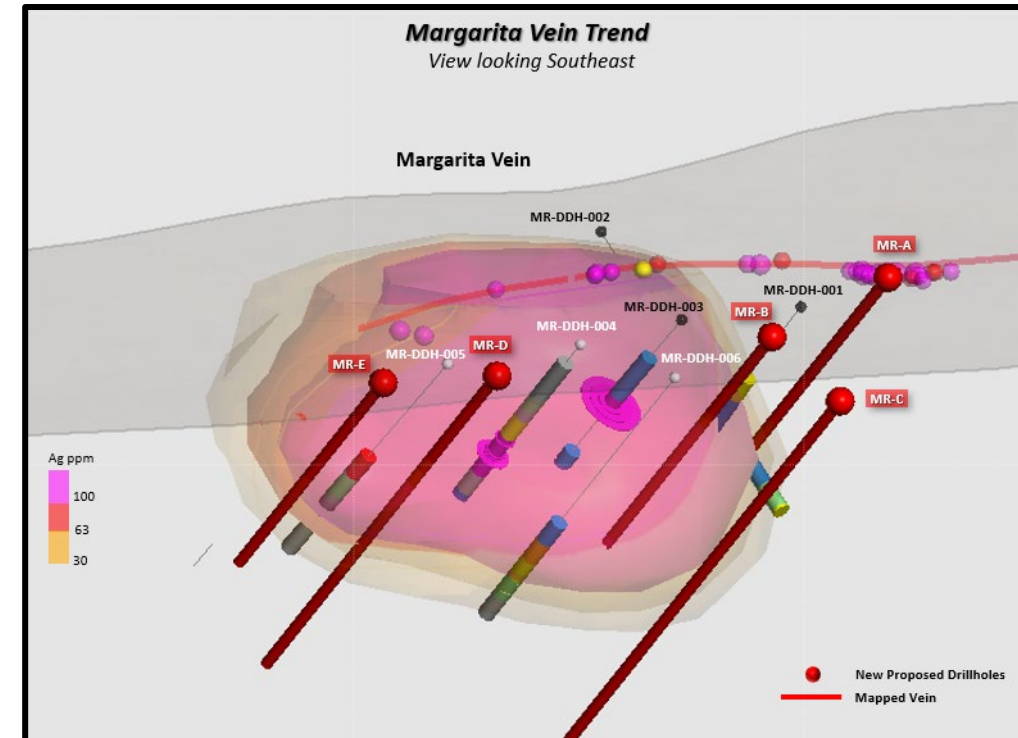 Margarita Vein Trend
View looking Southeast
Margarita Vein
MR-DDH-002
MR-A
MR-DDH-001
MR-DDH-003
MR-B
MR-DDH-004
MR-DDH-006
MR-D
MR-DDH-005
MR-E
MR-C
Ag ppm
100
63
30
New Proposed Drillholes
Mapped Vein